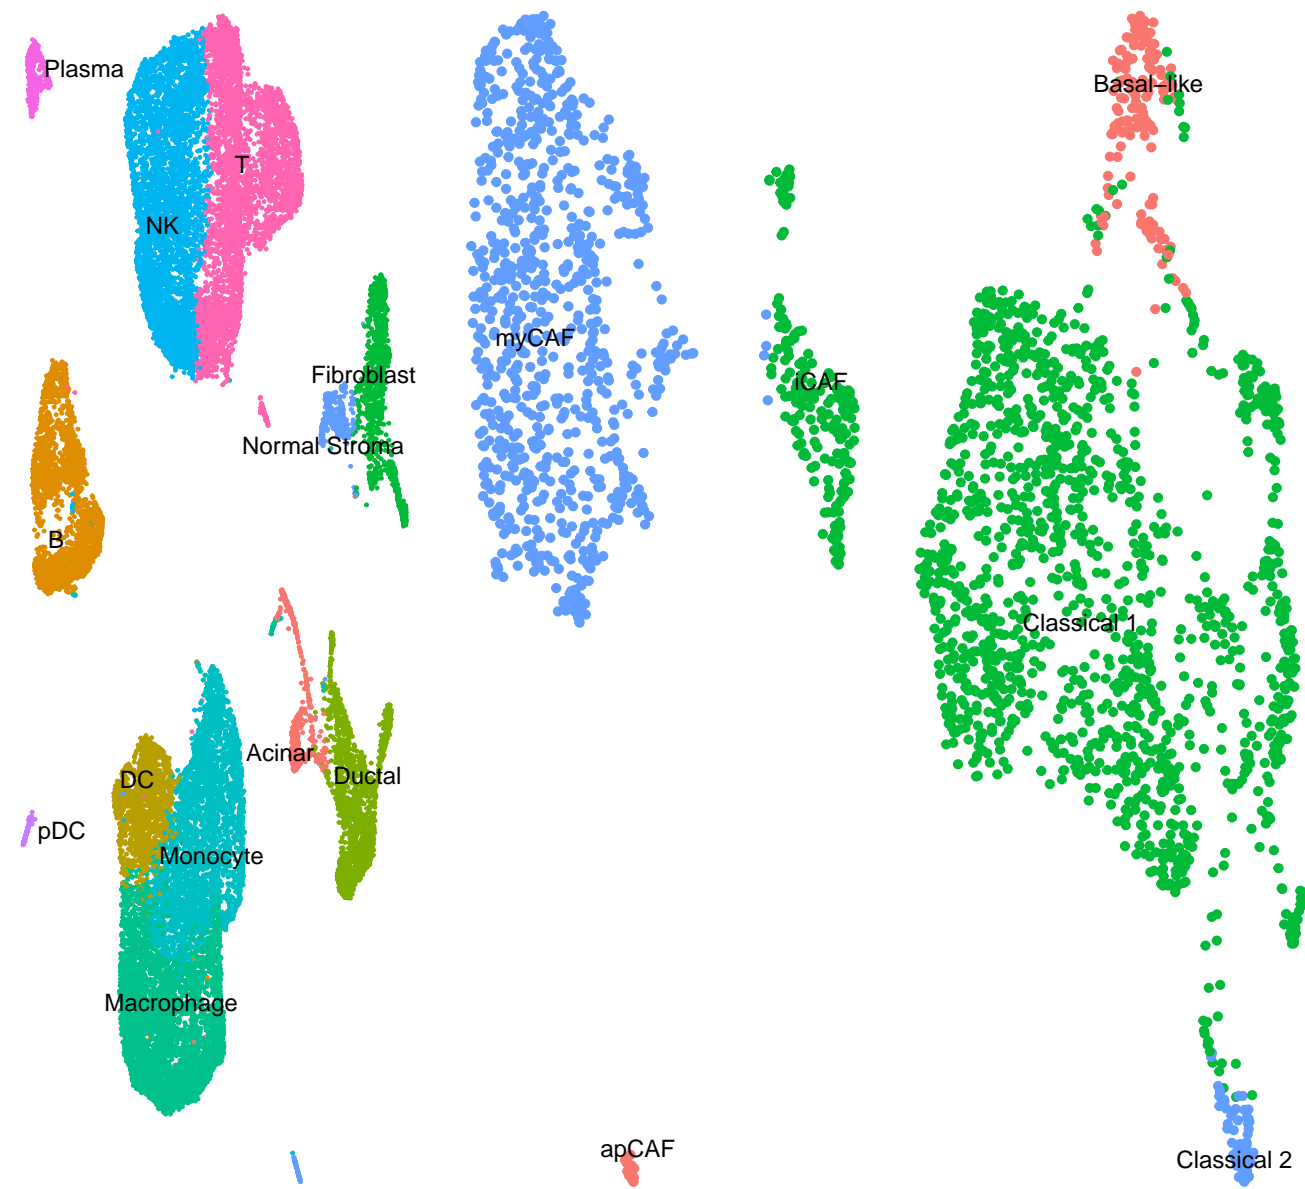 Plasma
Basal−like
T
NK
myCAF
Fibroblast
iCAF
Normal Stroma
B
Classical 1
Acinar
Ductal
DC
pDC
Monocyte
Macrophage
apCAF
Classical 2